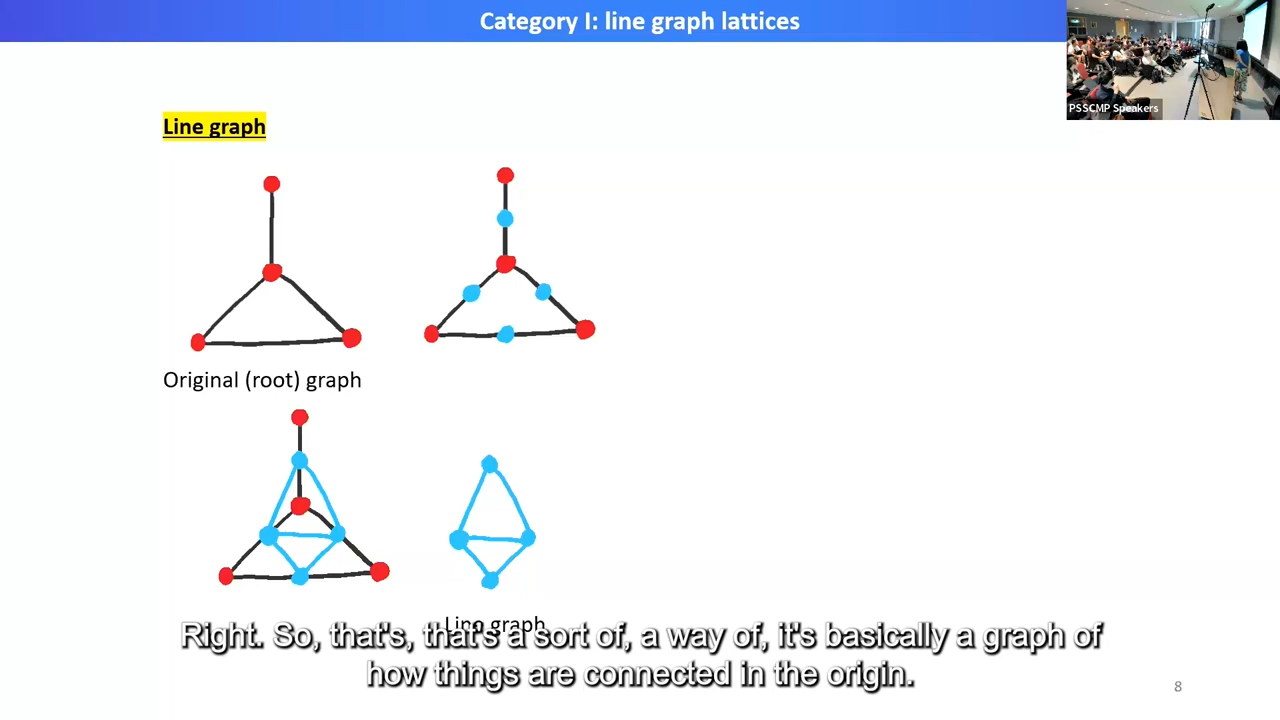 Category I: line graph lattices
PSSCMP Speakers
Line graph
Original (root) graph
Line graph
Right. So, that's, that's a sort of, a way of, it's basically a graph of
how things are connected in the origin.
8